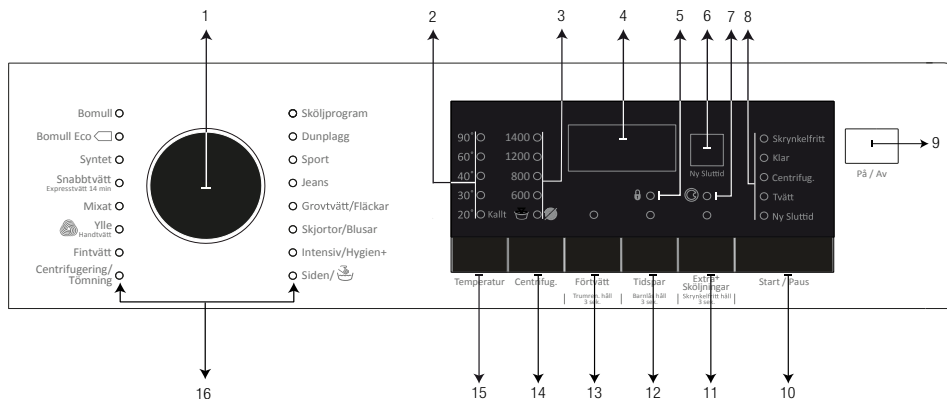 1
2
3
4
5
6
7
8
Bomull
Bomull Eco
Syntet
Snabbtvätt
Expresstvätt 14 min
Mixat
Ylle
Handtvätt
Fintvätt
Centrifugering/
Tömning
Sköljprogram
Dunplagg
Sport
Jeans
Grovtvätt/Fläckar
Skjortor/Blusar
Intensiv/Hygien+
Siden/
90°
60°
40°
30°
20° Kallt
1400
1200
800
600
Ny Sluttid
Skrynkelfritt
Klar
Centrifug.
Tvätt
Ny Sluttid
9
På / Av
Temperatur
Centrifug.
Förtvätt
Trumren. håll
3 sek.
Tidspar
Barnlås håll
3 sek.
Extra+
Sköljningar
Skrynkelfritt håll
3 sek.
Start / Paus
16
15
14
13
12
11
10